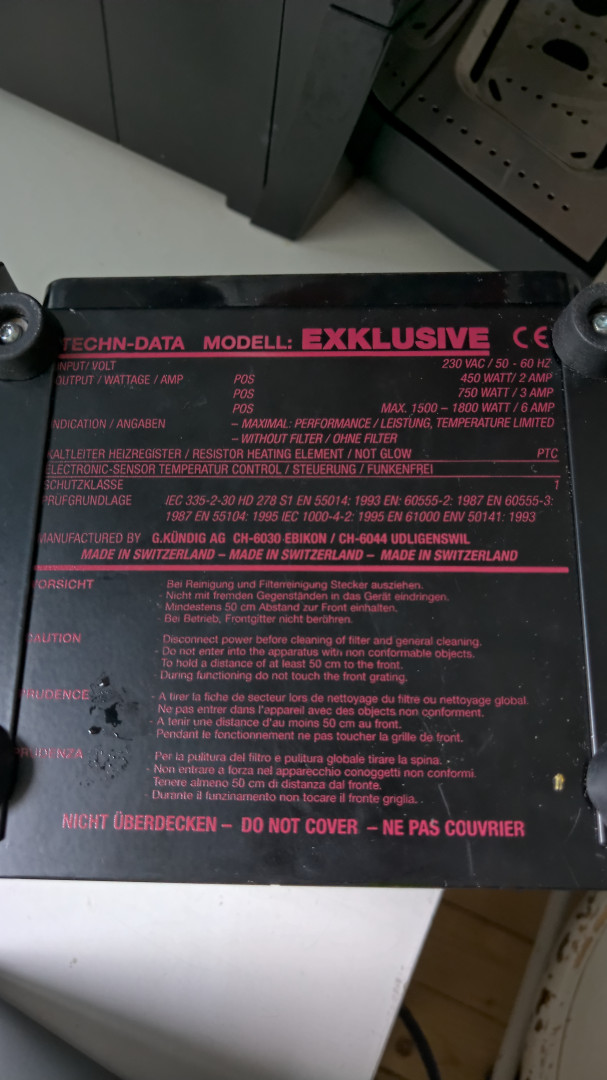 TECHN-DATA MODELL: EXKLUSIVE CE
INPUT/ VOLT 230 VAC / 50 - 60 HZ
OUTPUT / WATTAGE / AMP POS 450 WATT/ 2 AMP
POS 750 WATT / 3 AMP
POS MAX. 1500 – 1800 WATT / 6 AMP
INDICATION / ANGABEN – MAXIMAL: PERFORMANCE / LEISTUNG, TEMPERATURE LIMITED
– WITHOUT FILTER / OHNE FILTER
KALTLEITER HEIZREGISTER / RESISTOR HEATING ELEMENT / NOT GLOW PTC
ELECTRONIC-SENSOR TEMPERATUR CONTROL / STEUERUNG / FUNKENFREI
SCHUTZKLASSE 1
PRÜFGRUNDLAGE IEC 335-2-30 HD 278 S1 EN 55014: 1993 EN: 60555-2: 1987 EN 60555-3:
1987 EN 55104: 1995 IEC 1000-4-2: 1995 EN 61000 ENV 50141: 1993
MANUFACTURED BY G.KÜNDIG AG CH-6030 EBIKON / CH-6044 UDLIGENSWIL
MADE IN SWITZERLAND – MADE IN SWITZERLAND – MADE IN SWITZERLAND
VORSICHT Bei Reinigung und Filterreinigung Stecker ausziehen.
- Nicht mit fremden Gegenständen in das Gerät eindringen.
- Mindestens 50 cm Abstand zur Front einhalten.
- Bei Betrieb, Frontgitter nicht berühren.
CAUTION Disconnect power before cleaning of filter and general cleaning.
- Do not enter into the apparatus with non conformable objects.
To hold a distance of at least 50 cm to the front.
- During functioning do not touch the front grating.
PRUDENCE - A tirer la fiche de secteur lors de nettoyage du filtre ou nettoyage global.
Ne pas entrer dans l'appareil avec des objects non conforment.
- A tenir une distance d'au moins 50 cm au front.
Pendant le fonctionnement ne pas toucher la grille de front.
PRUDENZA Per la pulitura del filtro e pulitura globale tirare la spina.
- Non entrare a forza nel apparecchio conoggetti non conformi.
Tenere almeno 50 cm di distanza dal fronte.
- Durante il funzinamento non tocare il fronte griglia.
NICHT ÜBERDECKEN – DO NOT COVER – NE PAS COUVRIER